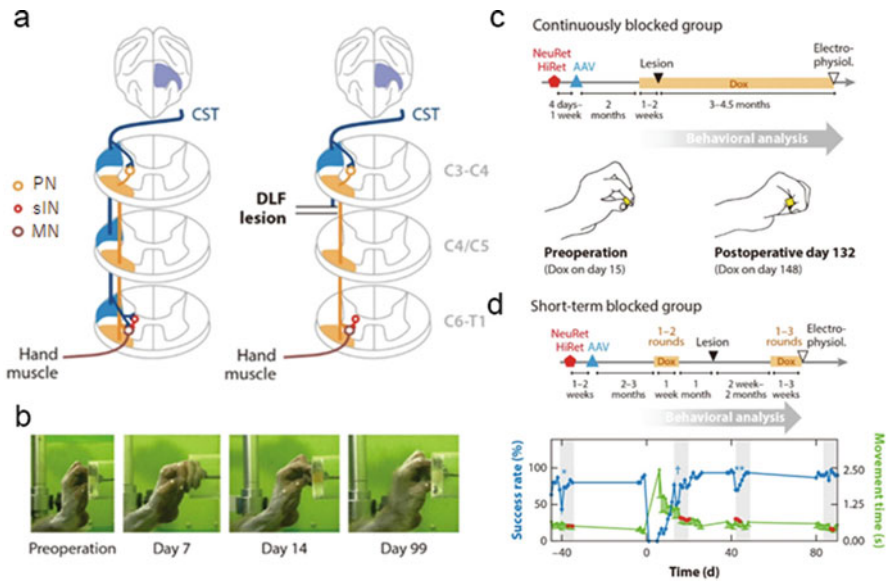 a
CST
CST
C3-C4
PN
sIN
MN
DLF
lesion
C4/C5
C6-T1
Hand
muscle
Hand
muscle
b
Preoperation
Day 7
Day 14
Day 99
c
Continuously blocked group
NeuRet
HiRet
AAV
Lesion
Electro-
physiol.
Dox
4 days–
1 week
2
months
1–2
weeks
3–4.5 months
Behavioral analysis
Preoperation
(Dox on day 15)
Postoperative day 132
(Dox on day 148)
d
Short-term blocked group
NeuRet
HiRet
AAV
1–2
rounds
Dox
Lesion
1–3
rounds
Dox
Electro-
physiol.
1–2
weeks
2–3
months
1
week
1
month
2 week–
2 months
1–3
weeks
Behavioral analysis
Success rate (%)
100
50
0
Movement time (s)
2.50
1.24
0.60
0.00
−40
0
40
80
Time (d)